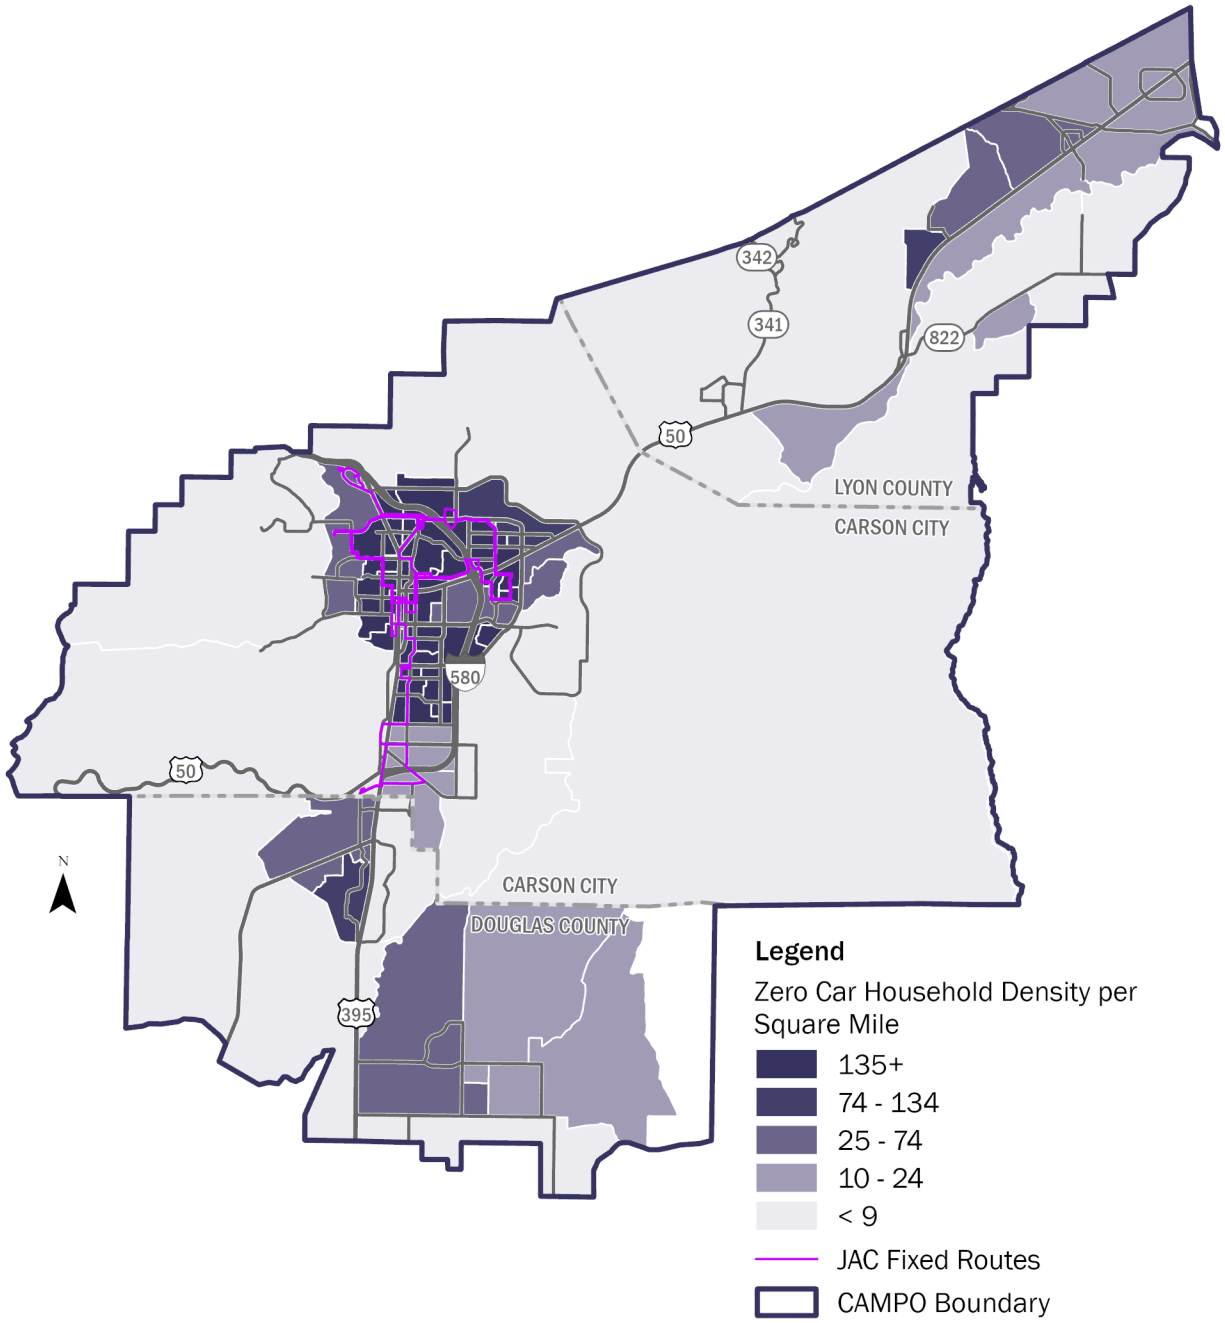 342
341
822
50
LYON COUNTY
CARSON CITY
580
50
N
CARSON CITY
DOUGLAS COUNTY
395
Legend
Zero Car Household Density per
Square Mile
135+
74 - 134
25 - 74
10 - 24
< 9
JAC Fixed Routes
CAMPO Boundary